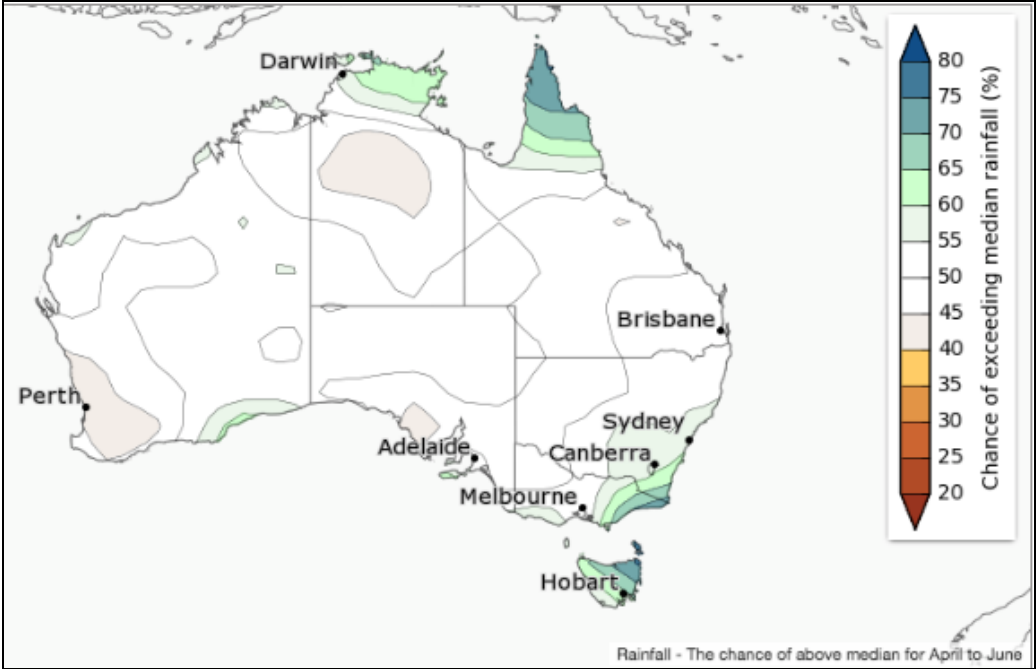 Darwin
Brisbane
Perth
Sydney
Adelaide
Canberra
Melbourne
Hobart
80
75
70
65
60
55
50
45
40
35
30
25
20
Chance of exceeding median rainfall (%)
Rainfall - The chance of above median for April to June